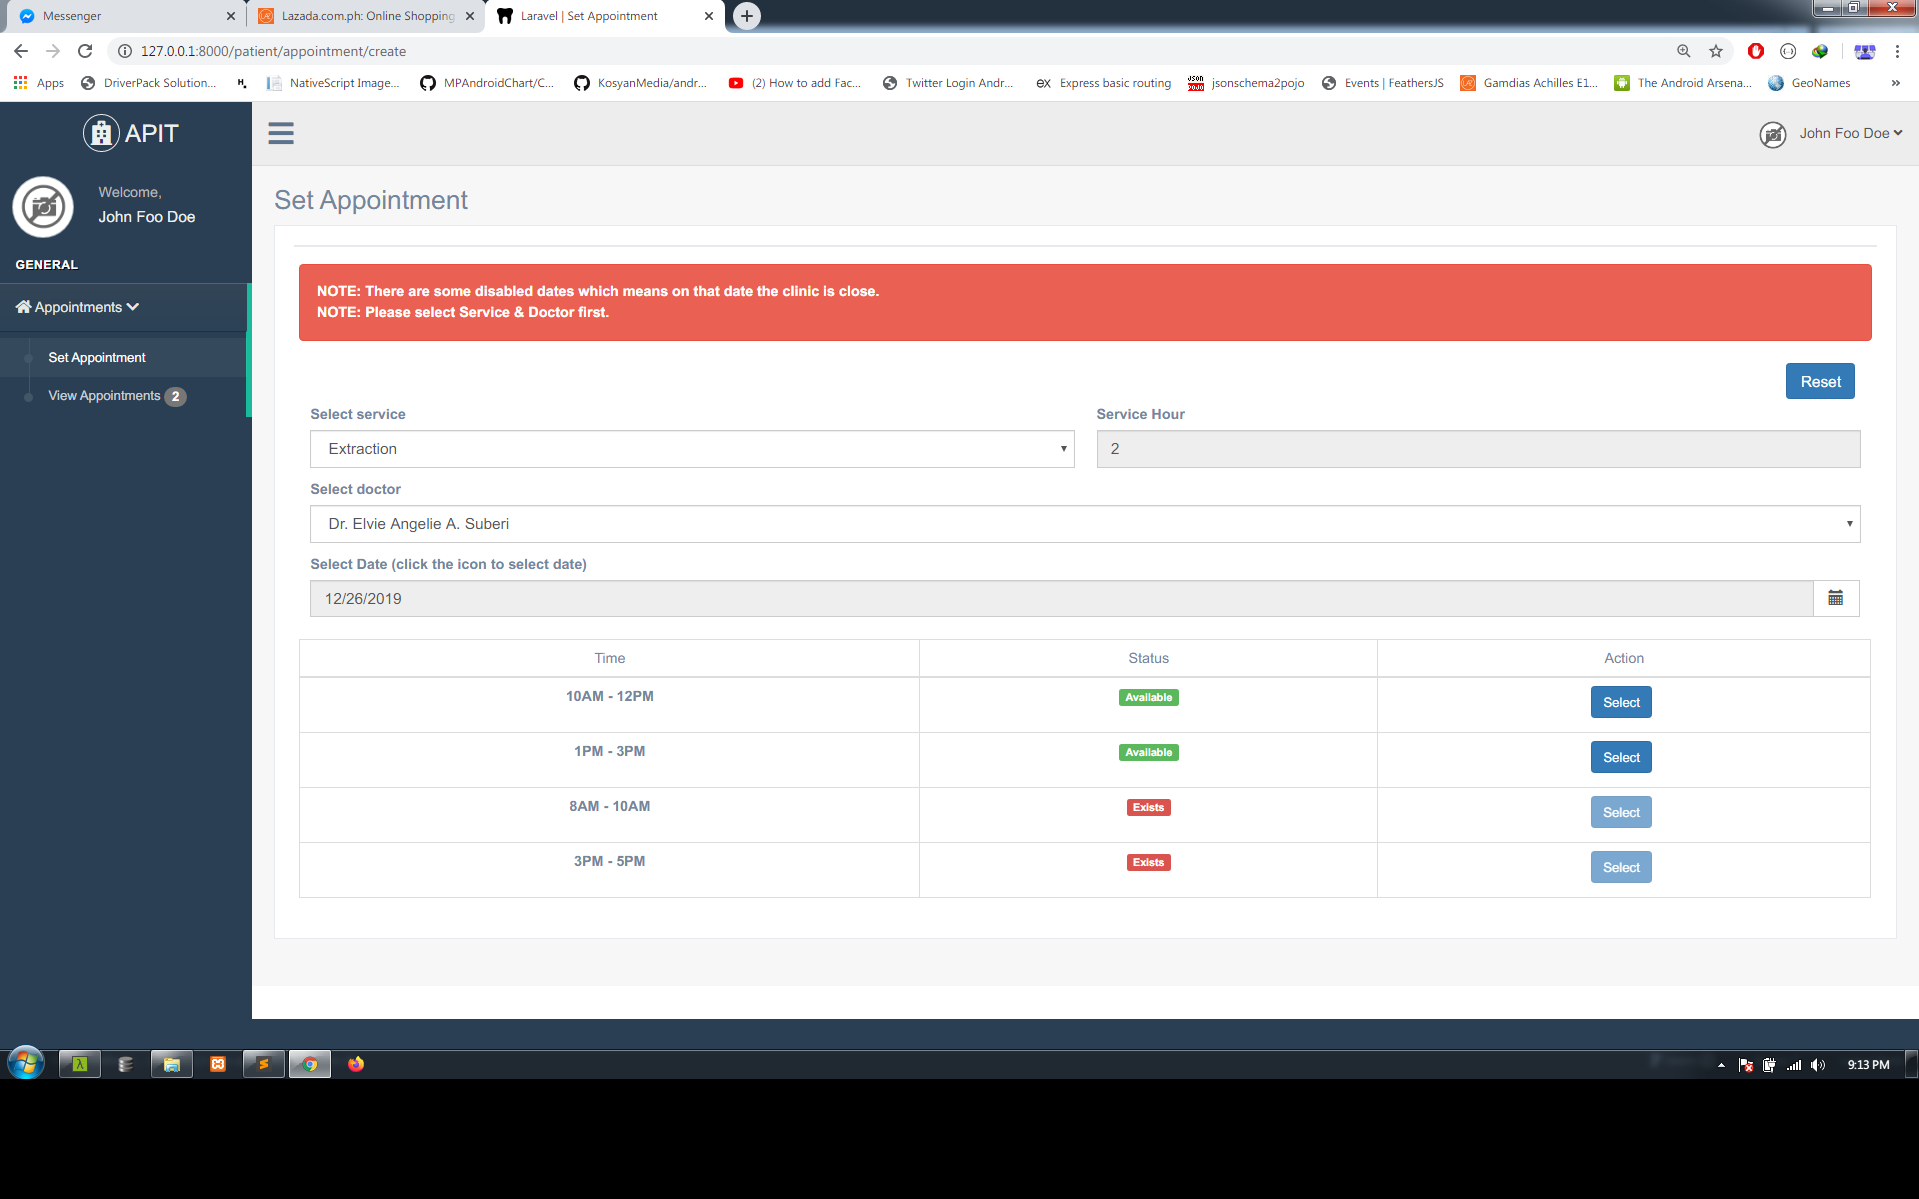 Messenger
Lazada.com.ph: Online Shopping
Laravel | Set Appointment
127.0.0.1:8000/patient/appointment/create
Apps
DriverPack Solution...
H.
NativeScript Image...
MPAndroidChart/C...
KosyanMedia/andr...
(2) How to add Fac...
Twitter Login Andr...
ex Express basic routing
JSON POJO jsonschema2pojo
Events | FeathersJS
Gamdias Achilles E1...
The Android Arsena...
GeoNames
»
APIT
John Foo Doe
Welcome,
John Foo Doe
GENERAL
Appointments
Set Appointment
View Appointments 2
Set Appointment
NOTE: There are some disabled dates which means on that date the clinic is close.
NOTE: Please select Service & Doctor first.
Reset
Select service
Service Hour
Extraction
2
Select doctor
Dr. Elvie Angelie A. Suberi
Select Date (click the icon to select date)
12/26/2019
Time Status Action
10AM - 12PM Available Select
1PM - 3PM Available Select
8AM - 10AM Exists Select
3PM - 5PM Exists Select
9:13 PM